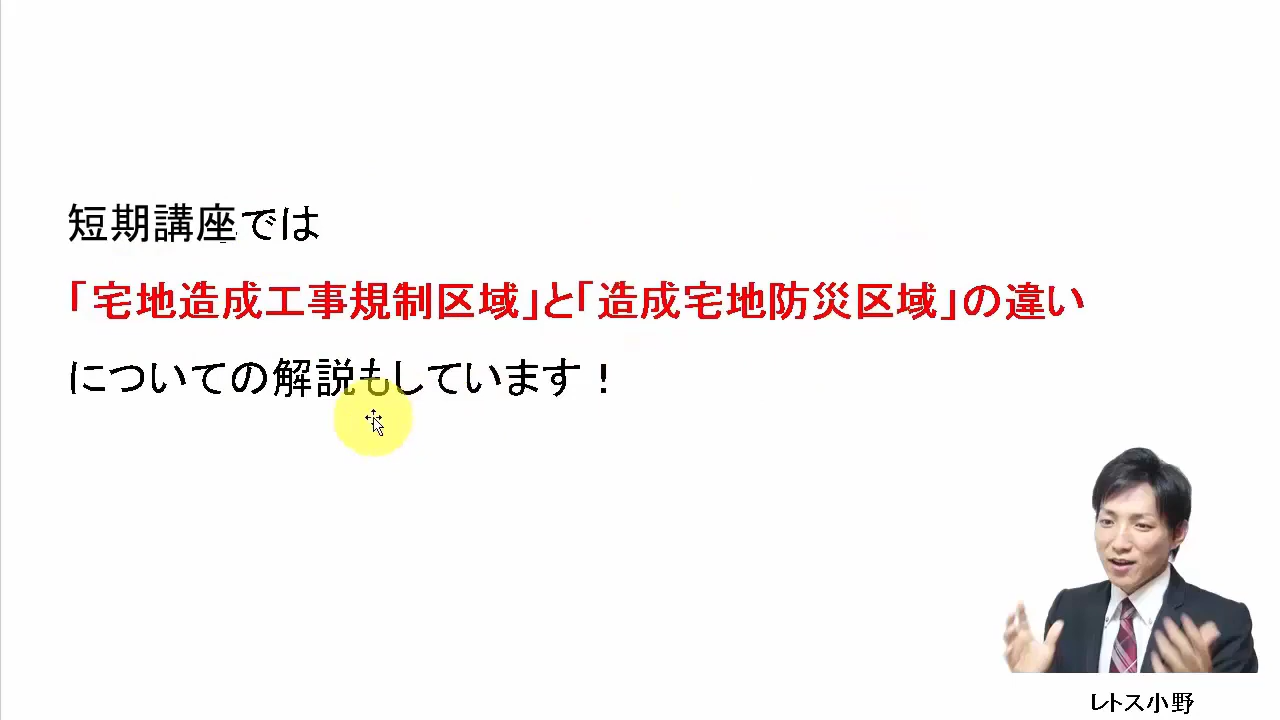 短期講座では
「宅地造成工事規制区域」と「造成宅地防災区域」の違い
についての解説もしています！
レトス小野